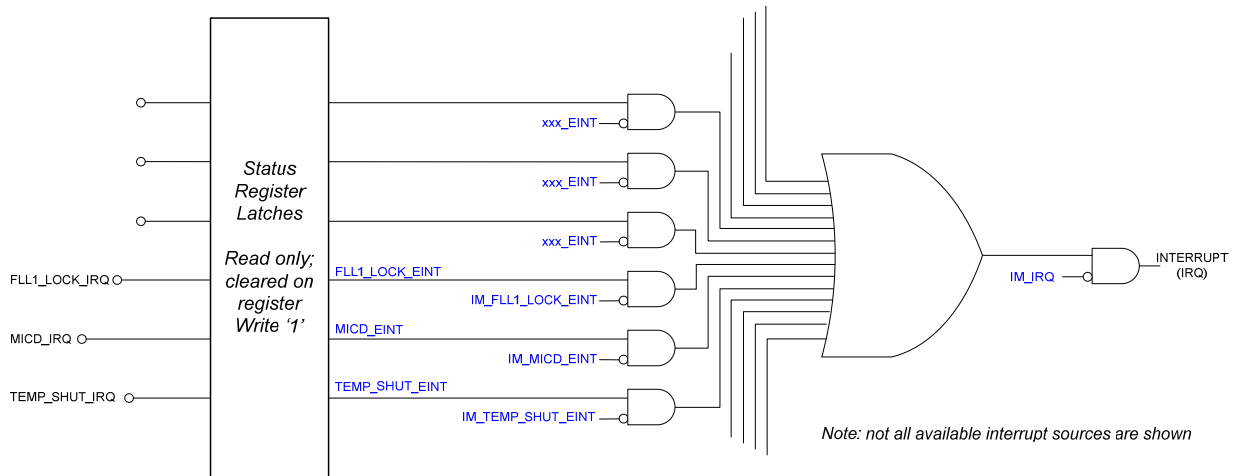 xxx_EINT
xxx_EINT
xxx_EINT
Status
Register
Latches
Read only;
cleared on
register
Write ‘1’
FLL1_LOCK_IRQ
FLL1_LOCK_EINT
IM_FLL1_LOCK_EINT
MICD_IRQ
MICD_EINT
IM_MICD_EINT
TEMP_SHUT_IRQ
TEMP_SHUT_EINT
IM_TEMP_SHUT_EINT
IM_IRQ
INTERRUPT
(IRQ)
Note: not all available interrupt sources are shown